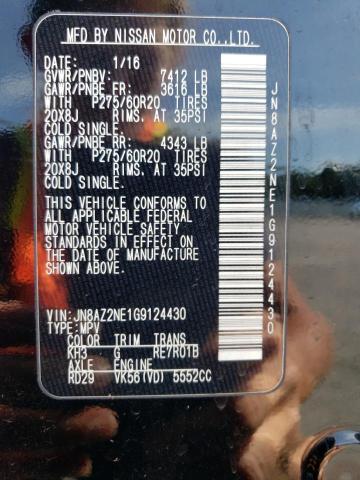 MFD BY NISSAN MOTOR CO.,LTD.
DATE: 1/16
GVWR/PNBV: 7412 LB
GAWR/PNBE FR: 3616 LB
WITH P275/60R20 TIRES
20X8J RIMS. AT 35PSI
COLD SINGLE.
GAWR/PNBE RR: 4343 LB
WITH P275/60R20 TIRES
20X8J RIMS. AT 35PSI
COLD SINGLE.
THIS VEHICLE CONFORMS TO
ALL APPLICABLE FEDERAL
MOTOR VEHICLE SAFETY
STANDARDS IN EFFECT ON
THE DATE OF MANUFACTURE
SHOWN ABOVE.
VIN: JN8AZ2NE1G9124430
TYPE: MPV
COLOR TRIM TRANS
KH3 G RE7R01B
AXLE ENGINE
RD29 VK56(VD) 5552CC
JN8AZ2NE1G9124430